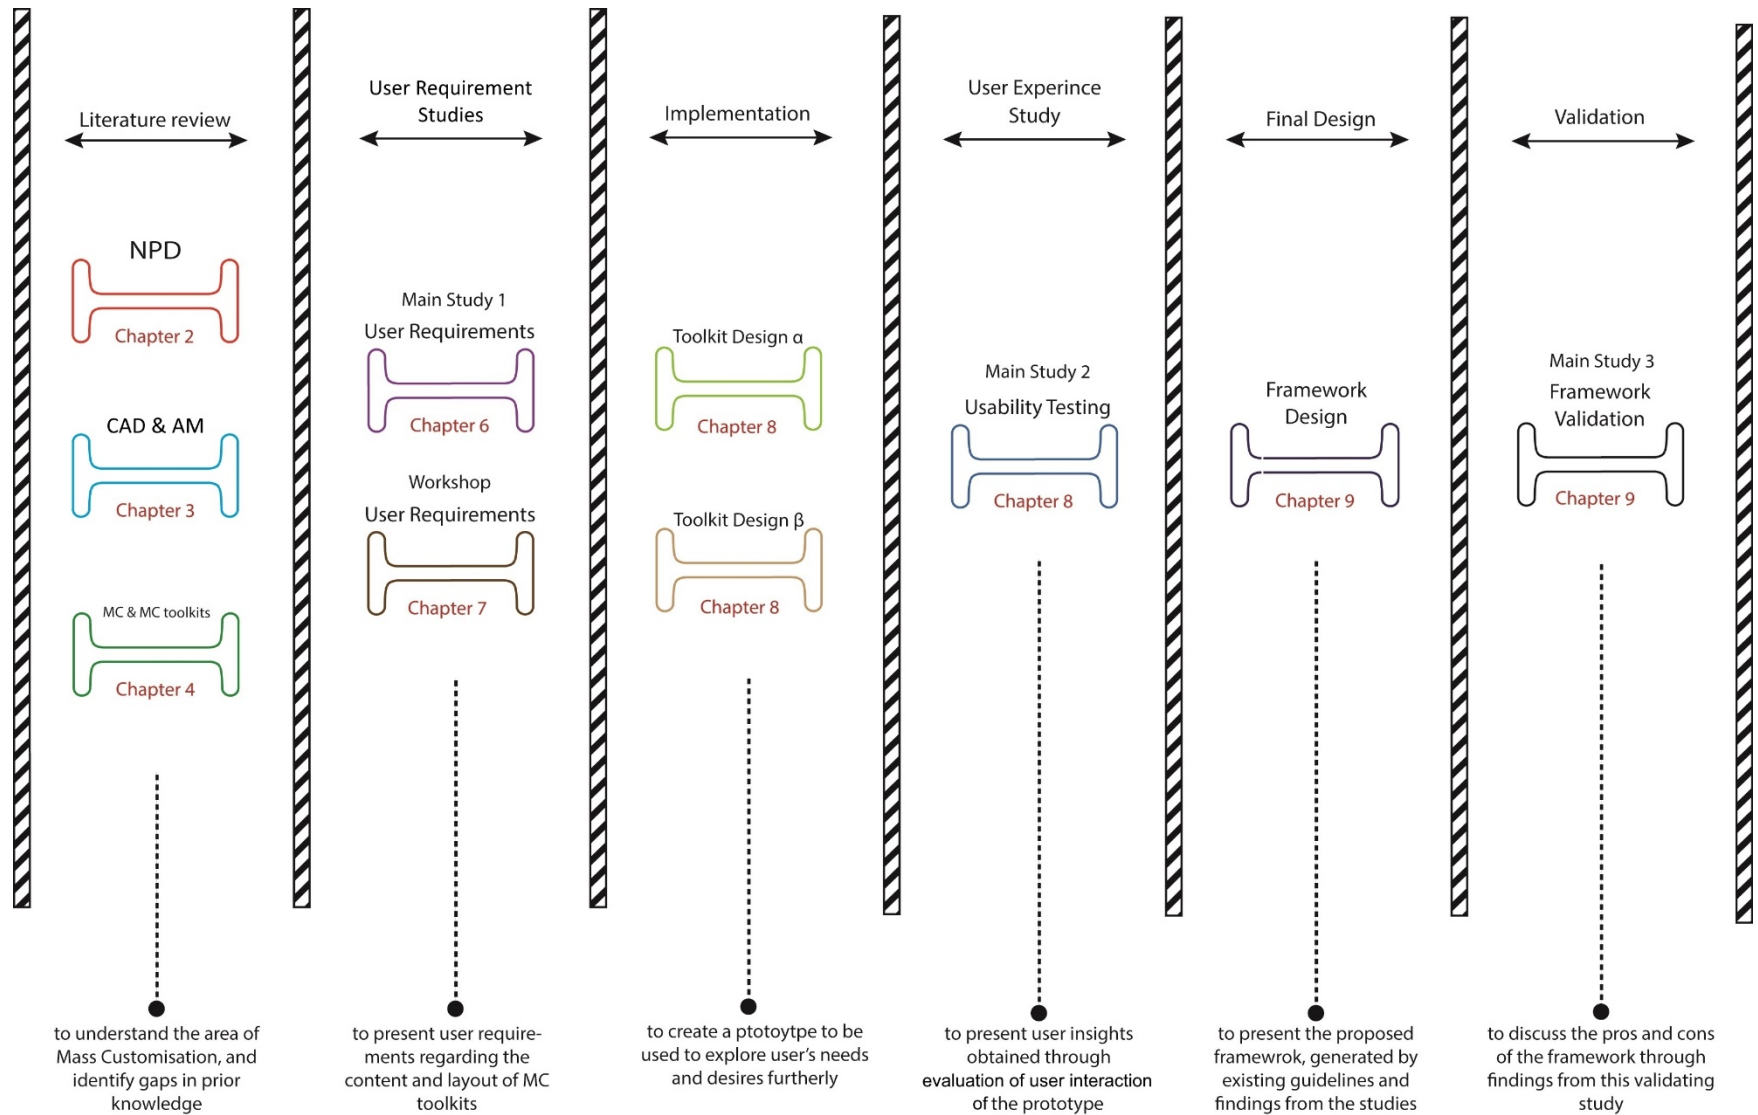 Literature review
NPD
Chapter 2
CAD & AM
Chapter 3
MC & MC toolkits
Chapter 4
to understand the area of
Mass Customisation, and
identify gaps in prior
knowledge
User Requirement
Studies
Main Study 1
User Requirements
Chapter 6
Workshop
User Requirements
Chapter 7
to present user require-
ments regarding the
content and layout of MC
toolkits
Implementation
Toolkit Design α
Chapter 8
Toolkit Design β
Chapter 8
to create a ptotoytpe to be
used to explore user's needs
and desires furtherly
User Experince
Study
Main Study 2
Usability Testing
Chapter 8
to present user insights
obtained through
evaluation of user interaction
of the prototype
Final Design
Framework
Design
Chapter 9
to present the proposed
framewrok, generated by
existing guidelines and
findings from the studies
Validation
Main Study 3
Framework
Validation
Chapter 9
to discuss the pros and cons
of the framework through
findings from this validating
study